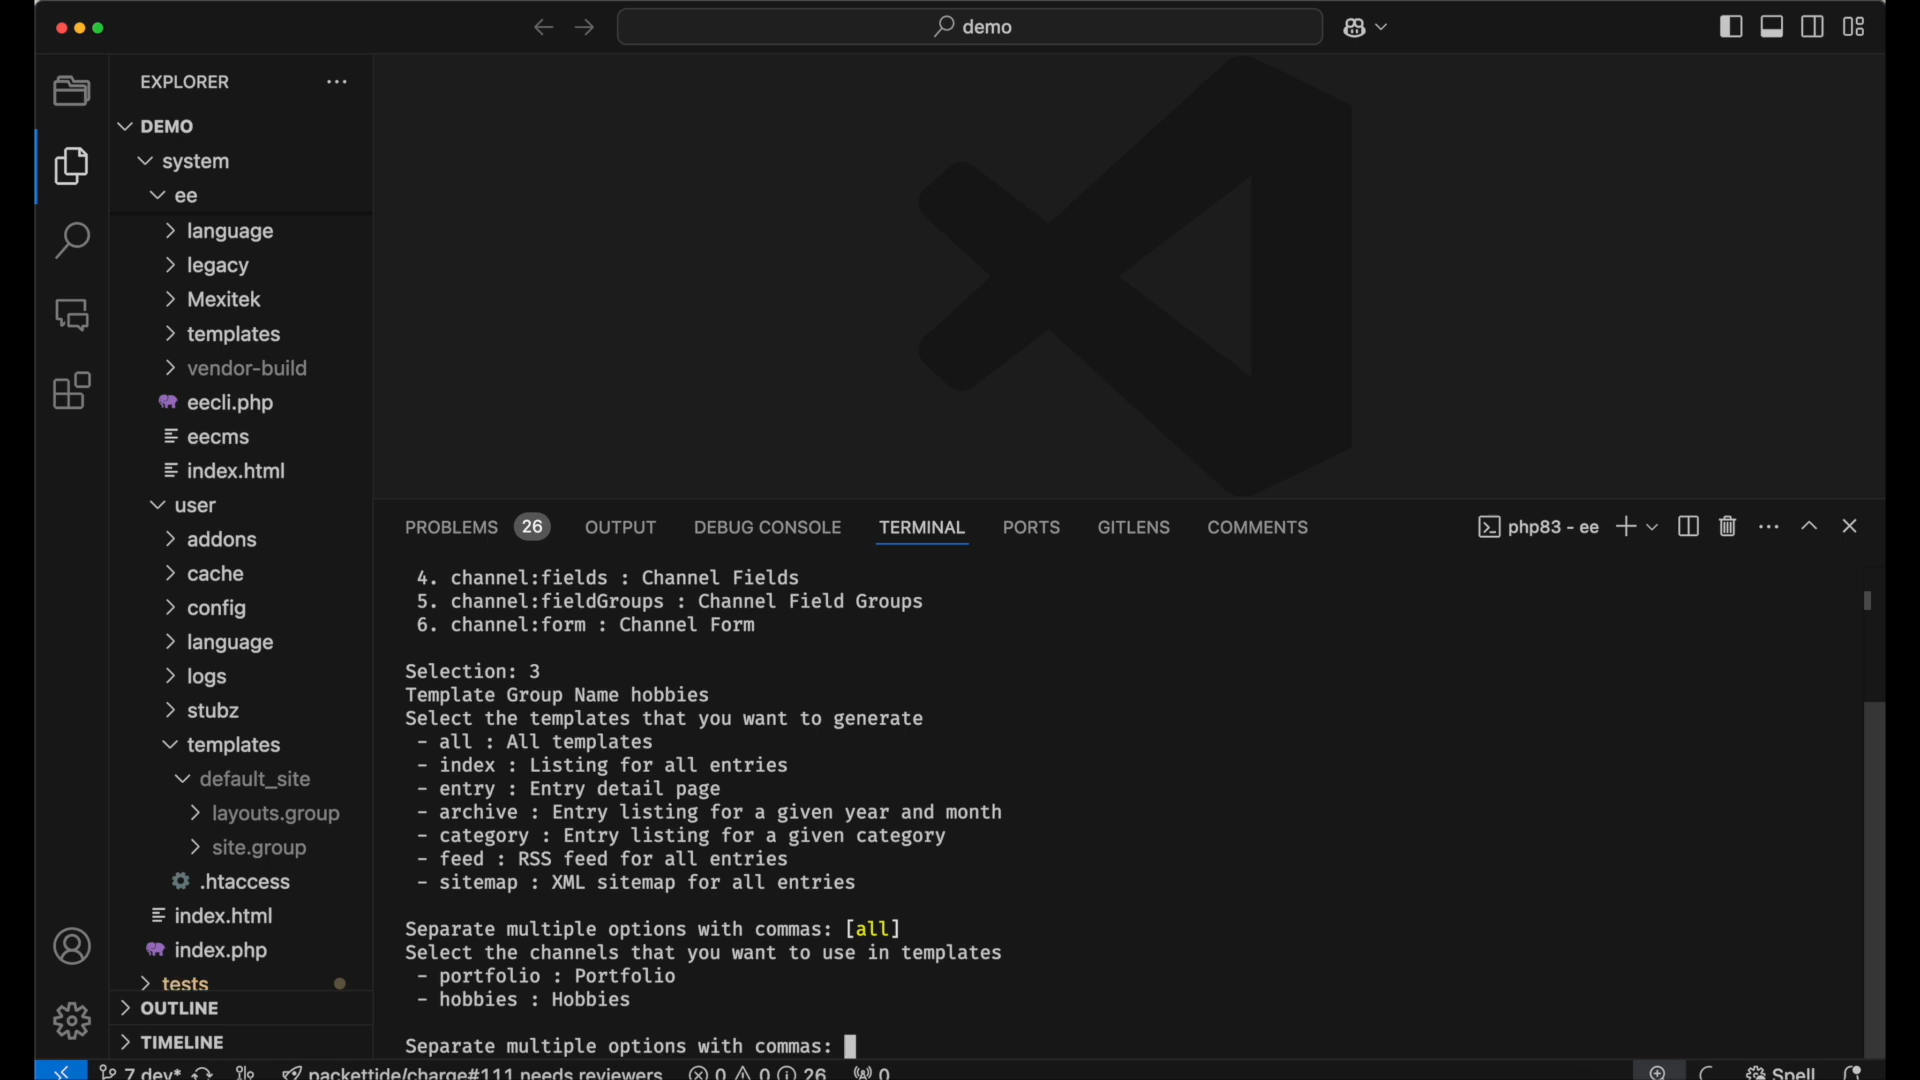 demo
EXPLORER
DEMO
system
ee
language
legacy
Mexitek
templates
vendor-build
eecli.php
eecms
index.html
user
addons
cache
config
language
logs
stubz
templates
default_site
layouts.group
site.group
.htaccess
index.html
index.php
tests
OUTLINE
TIMELINE
PROBLEMS 26 OUTPUT DEBUG CONSOLE TERMINAL PORTS GITLENS COMMENTS php83 - ee
4. channel:fields : Channel Fields
5. channel:fieldGroups : Channel Field Groups
6. channel:form : Channel Form
Selection: 3
Template Group Name hobbies
Select the templates that you want to generate
- all : All templates
- index : Listing for all entries
- entry : Entry detail page
- archive : Entry listing for a given year and month
- category : Entry listing for a given category
- feed : RSS feed for all entries
- sitemap : XML sitemap for all entries
Separate multiple options with commas: [all]
Select the channels that you want to use in templates
- portfolio : Portfolio
- hobbies : Hobbies
Separate multiple options with commas:
7.dev* packettide/charge#111 needs reviewers 0 0 26 0 Spell